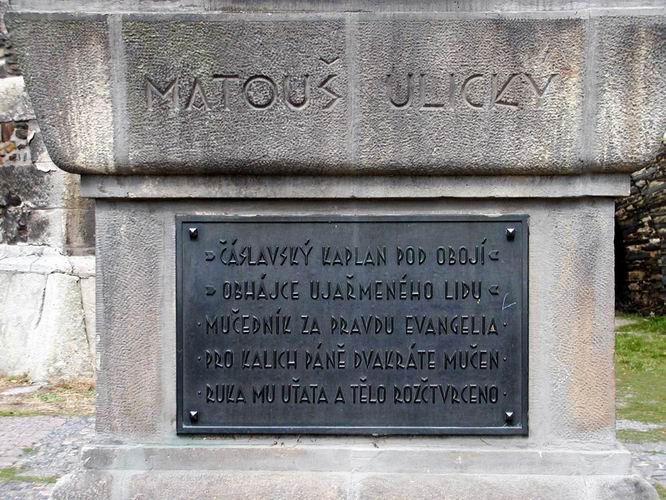 MATOUŠ ULICKÝ
»ČÁSLAVSKÝ KAPLAN POD OBOJÍ«
»OBHÁJCE UJAŘMENÉHO LIDU«
·MUČEDNÍK ZA PRAVDU EVANGELIA·
·PRO KALICH PÁNĚ DVAKRÁTE MUČEN·
·RUKA MU UŤATA A TĚLO ROZČTVRCENO·